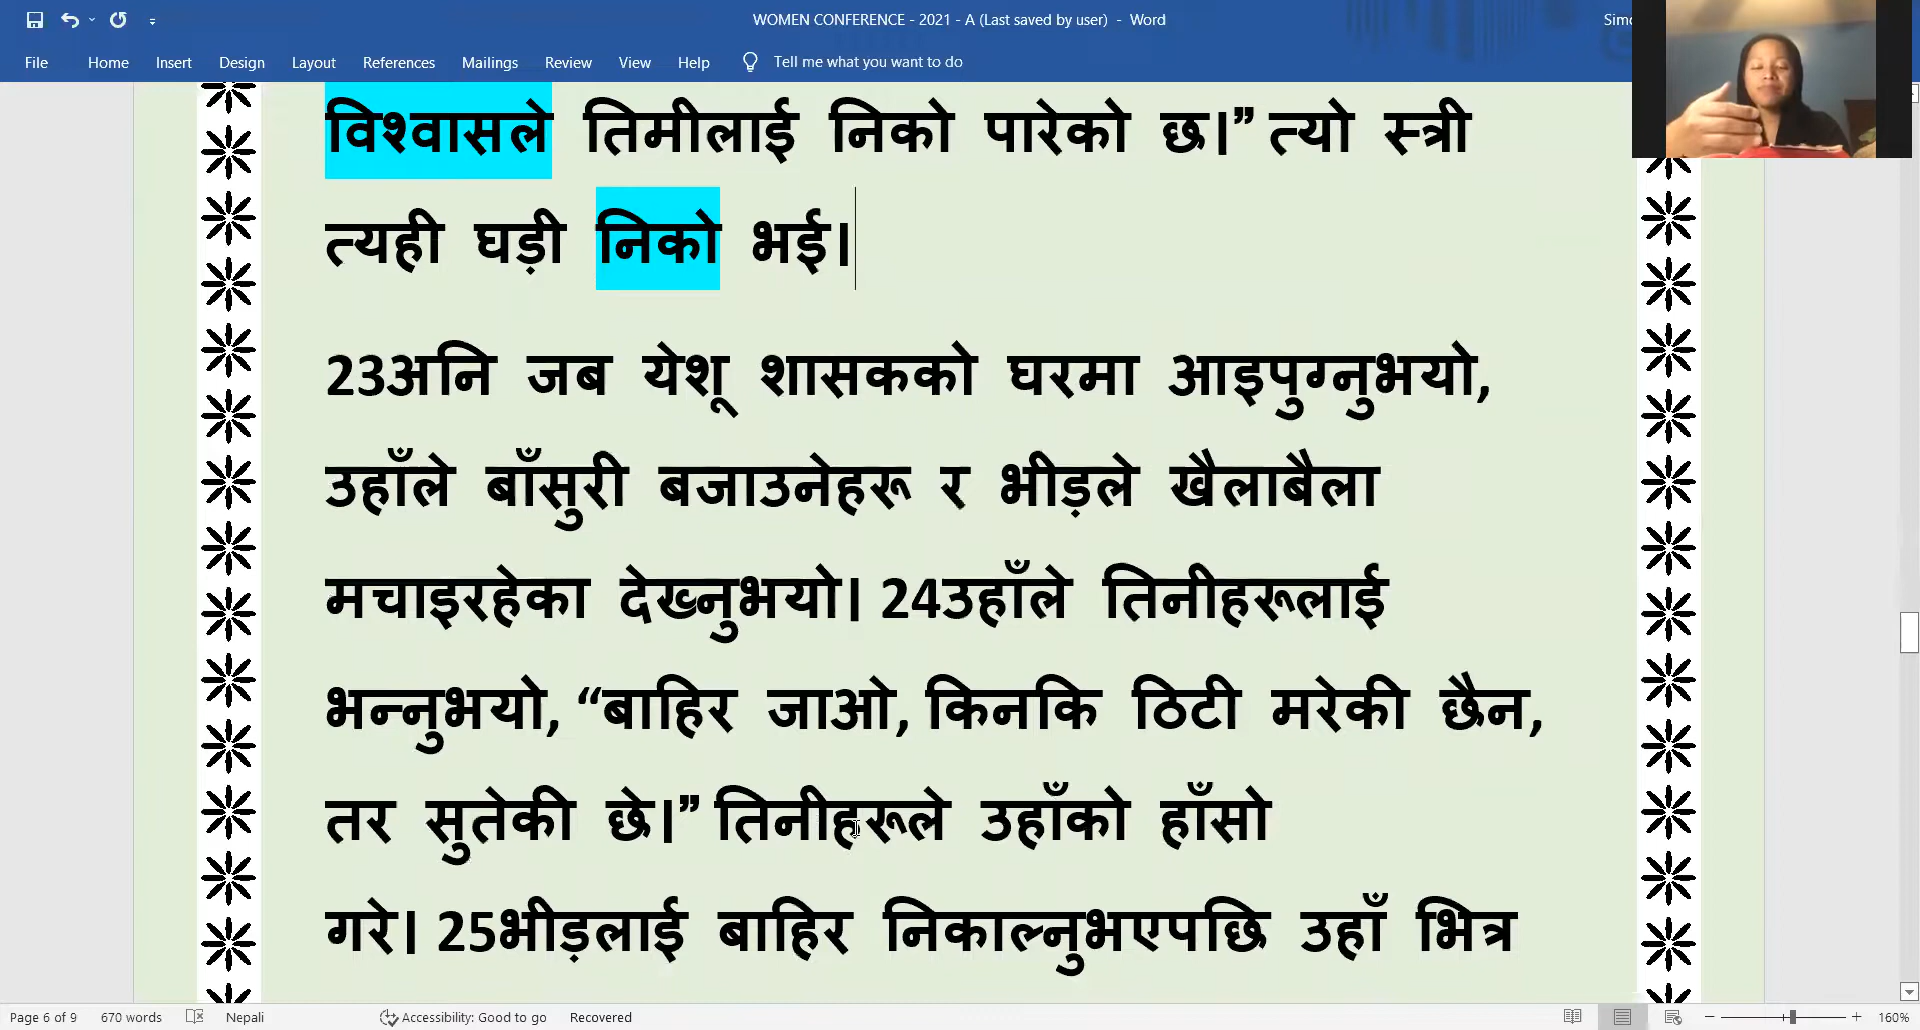 WOMEN CONFERENCE - 2021 - A (Last saved by user) - Word
File Home Insert Design Layout References Mailings Review View Help Tell me what you want to do
विश्वासले तिमीलाई निको पारेको छ।” त्यो स्त्री
त्यही घड़ी निको भई।
23अनि जब येशू शासकको घरमा आइपुग्नुभयो,
उहाँले बाँसुरी बजाउनेहरू र भीड़ले खैलाबैला
मचाइरहेका देख्नुभयो। 24उहाँले तिनीहरूलाई
भन्नुभयो, “बाहिर जाओ, किनकि ठिटी मरेकी छैन,
तर सुतेकी छे।” तिनीहरूले उहाँको हाँसो
गरे। 25भीड़लाई बाहिर निकाल्नुभएपछि उहाँ भित्र
Page 6 of 9 670 words Nepali Accessibility: Good to go Recovered 160%